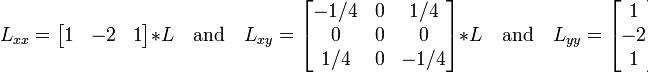 −1/4 0 1/4 1
L_xx = [1 −2 1] * L and L_xy = [0 0 0] * L and L_yy = [−2
1/4 0 −1/4 1